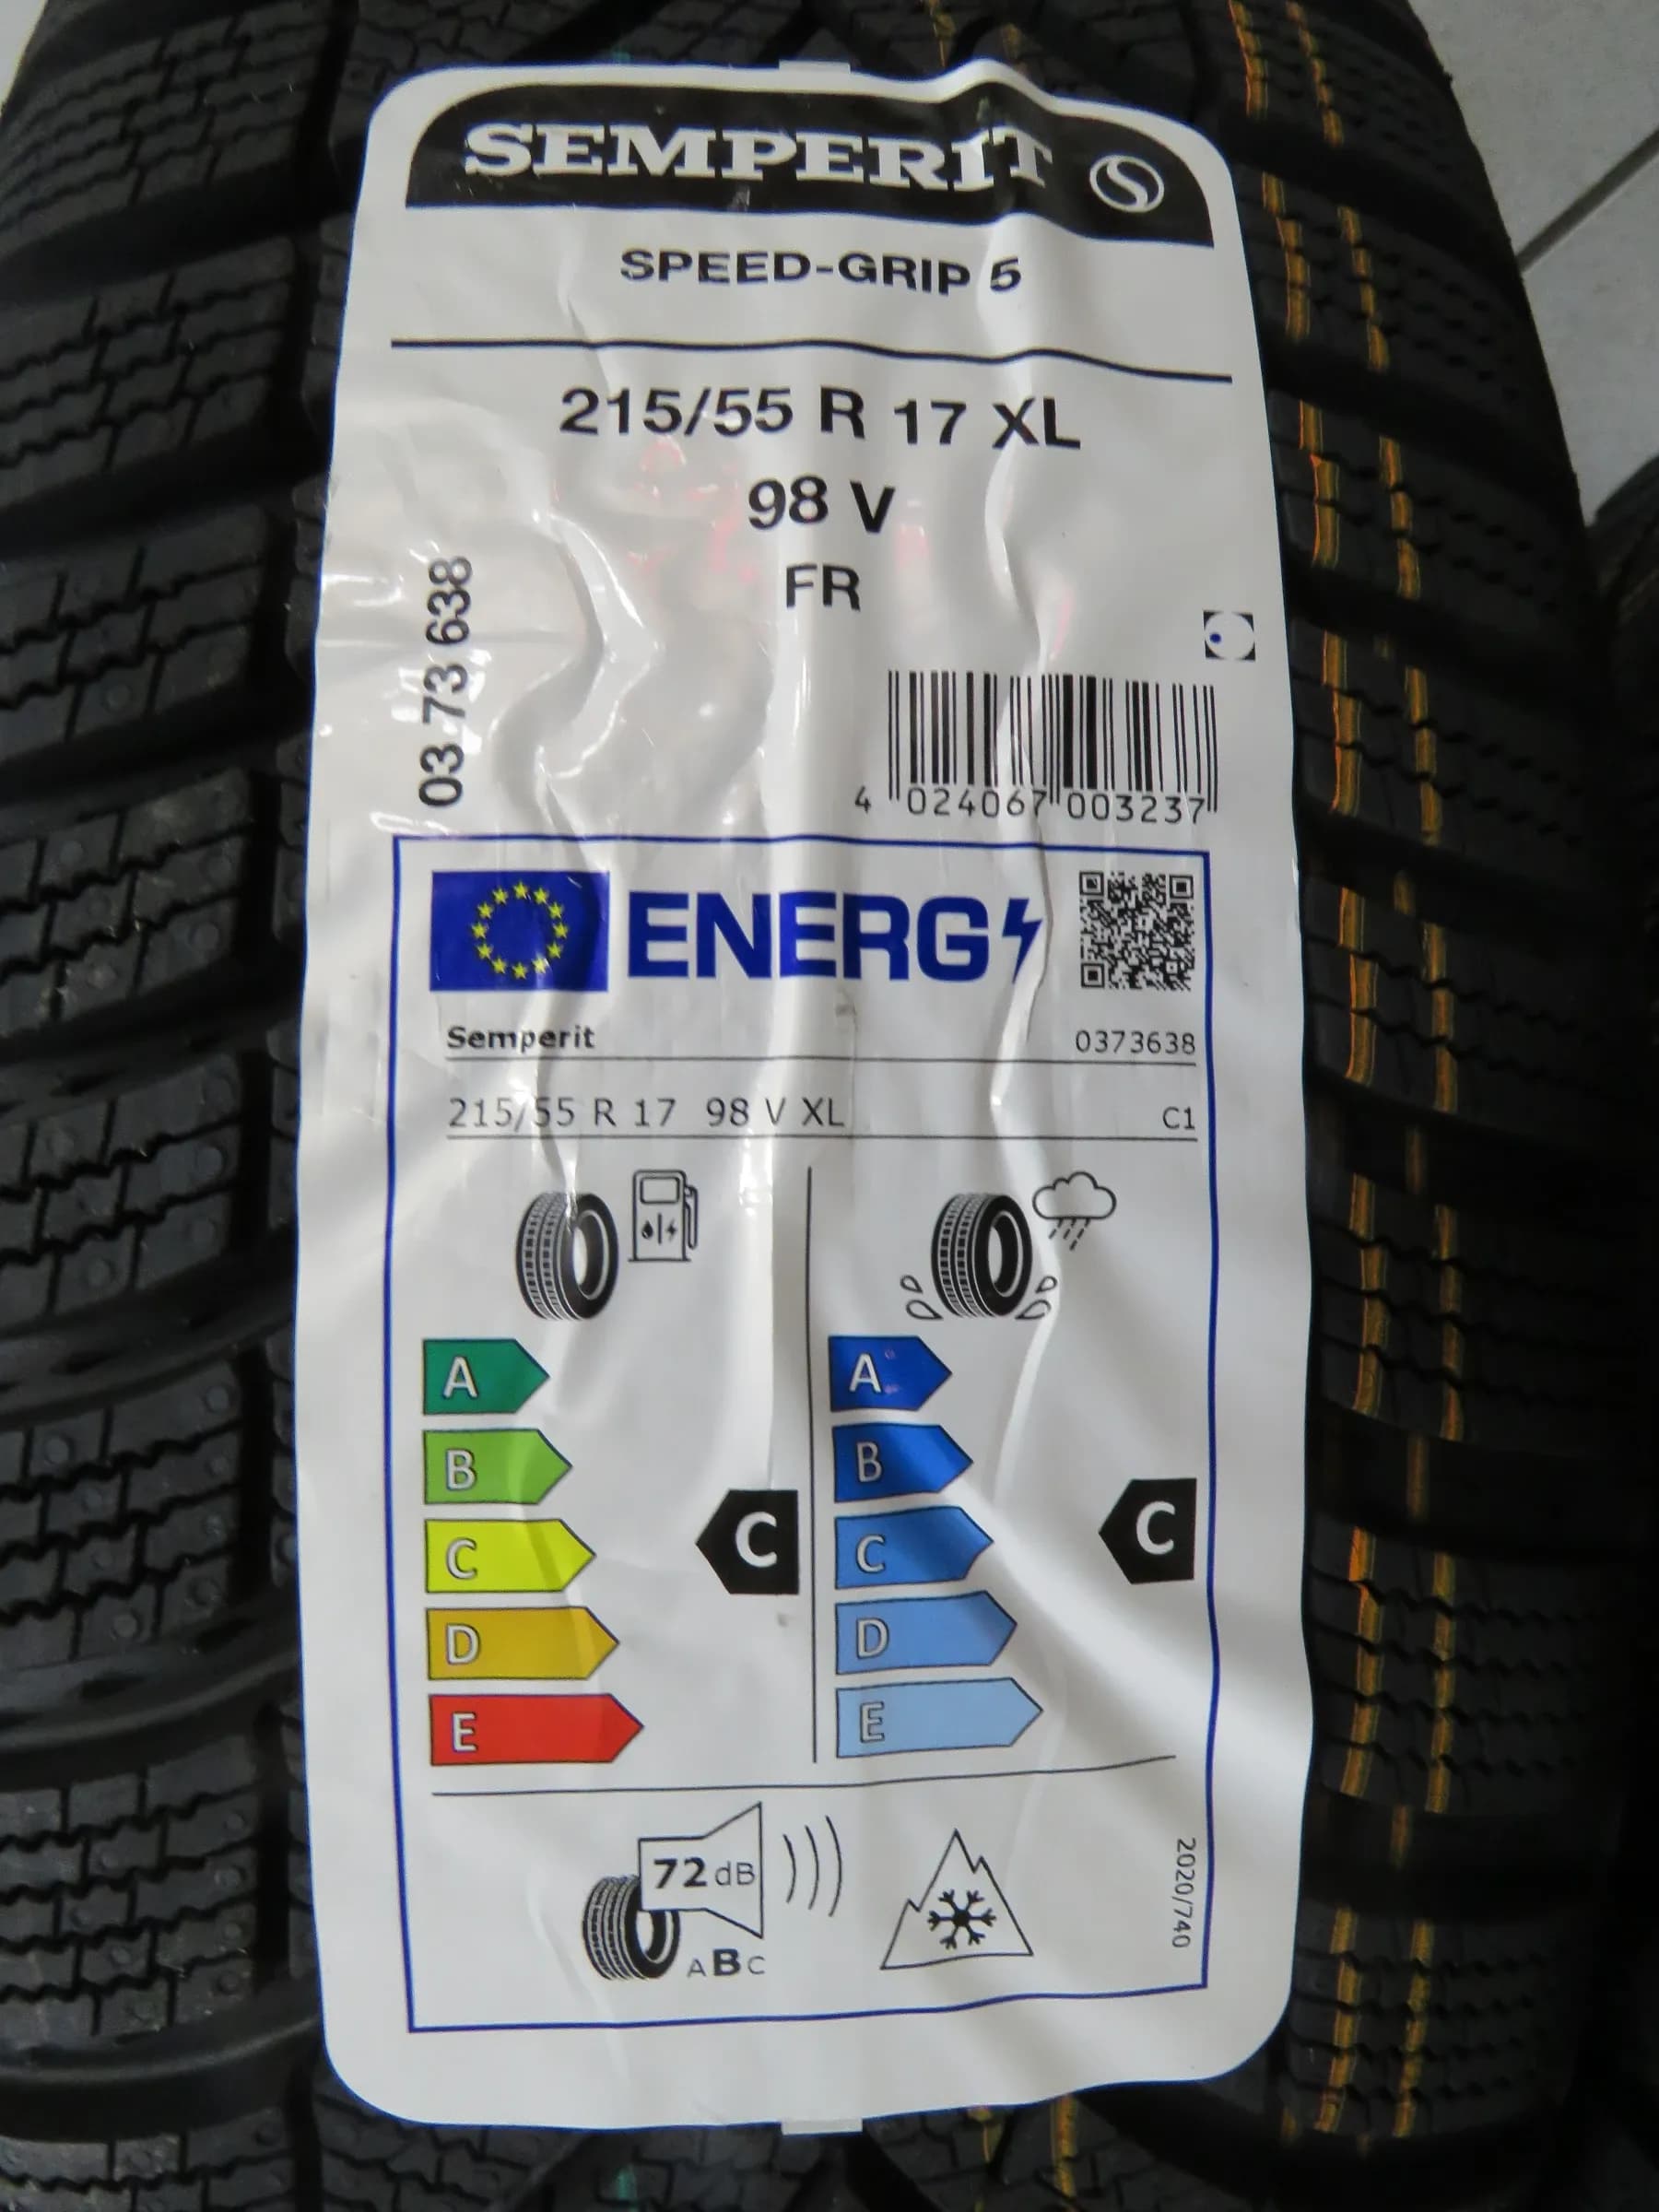 SEMPERIT
SPEED-GRIP 5
215/55 R 17 XL
98 V
FR
03 73 638
4 024067 003237
ENERG
Semperit 0373638
215/55 R 17 98 V XL C1
A A
B B
C C C C
D D
E E
72 dB
ABC
2020/740